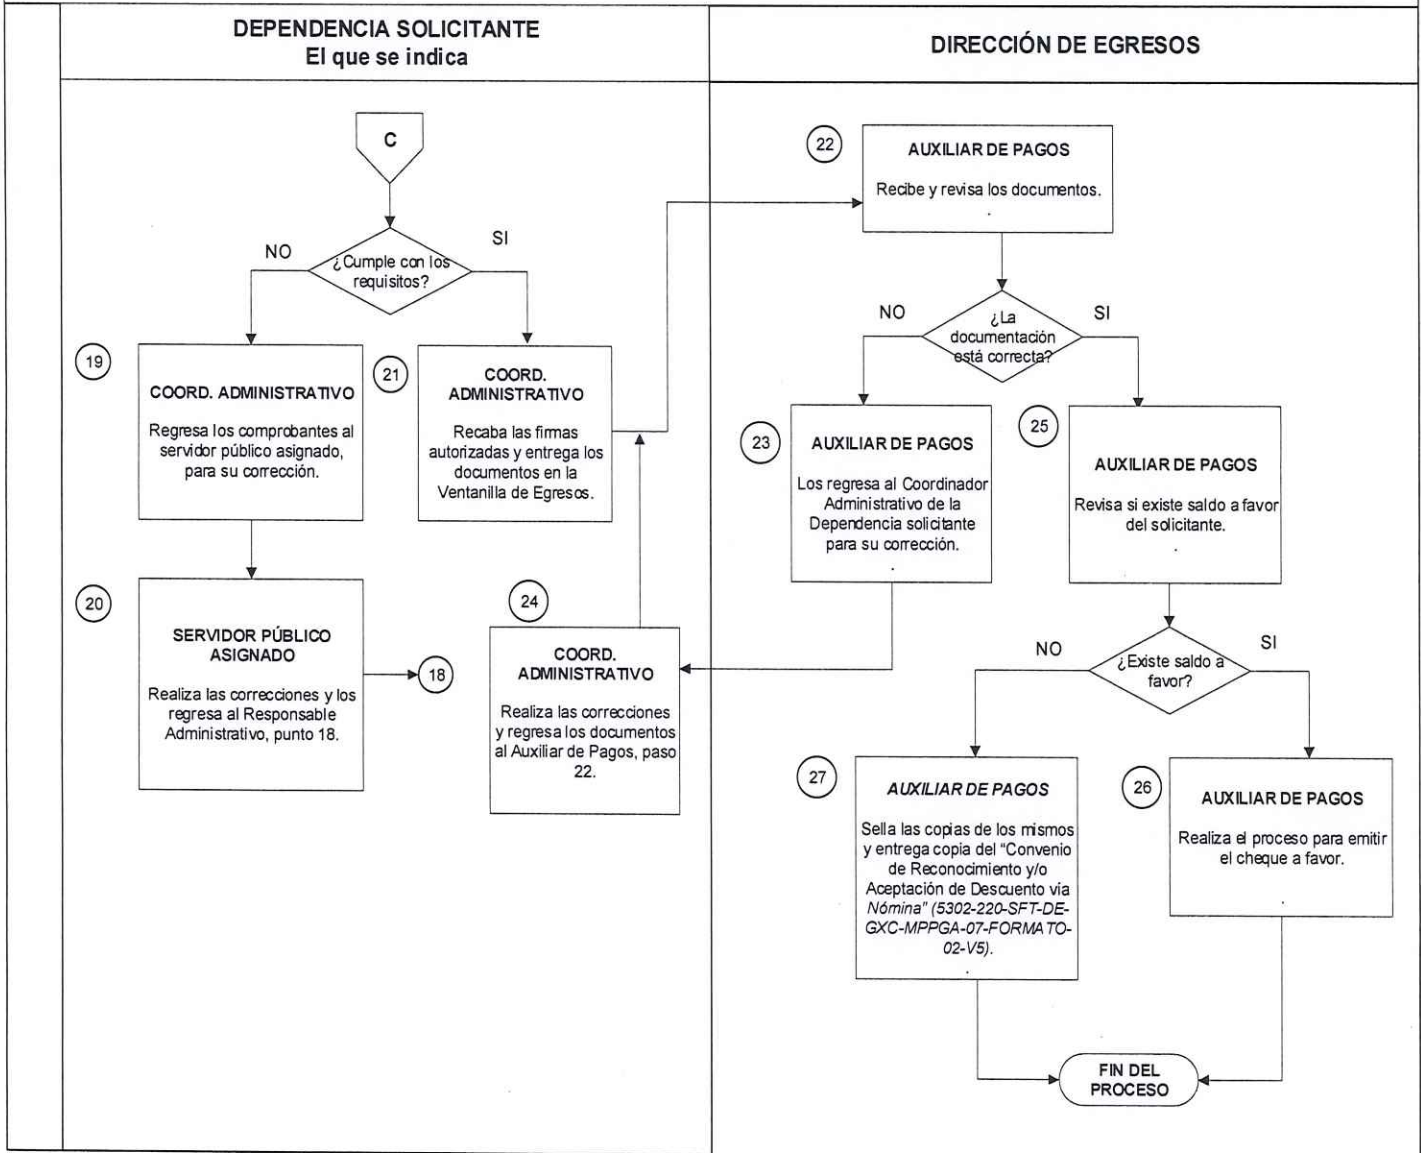 DEPENDENCIA SOLICITANTE
El que se indica
DIRECCIÓN DE EGRESOS
C
¿Cumple con los
requisitos?
NO
SI
19
COORD. ADMINISTRATIVO
Regresa los comprobantes al
servidor público asignado,
para su corrección.
21
COORD.
ADMINISTRATIVO
Recaba las firmas
autorizadas y entrega los
documentos en la
Ventanilla de Egresos.
20
SERVIDOR PÚBLICO
ASIGNADO
Realiza las correcciones y los
regresa al Responsable
Administrativo, punto 18.
18
24
COORD.
ADMINISTRATIVO
Realiza las correcciones
y regresa los documentos
al Auxiliar de Pagos, paso
22.
22
AUXILIAR DE PAGOS
Recibe y revisa los documentos.
.
¿La
documentación
está correcta?
NO
SI
23
AUXILIAR DE PAGOS
Los regresa al Coordinador
Administrativo de la
Dependencia solicitante
para su corrección.
.
25
AUXILIAR DE PAGOS
Revisa si existe saldo a favor
del solicitante.
.
¿Existe saldo a
favor?
NO
SI
27
AUXILIAR DE PAGOS
Sella las copias de los mismos
y entrega copia del “Convenio
de Reconocimiento y/o
Aceptación de Descuento vía
Nómina” (5302-220-SFT-DE-
GXC-MPPGA-07-FORMATO-
02-V5).
.
26
AUXILIAR DE PAGOS
Realiza el proceso para emitir
el cheque a favor.
.
FIN DEL
PROCESO